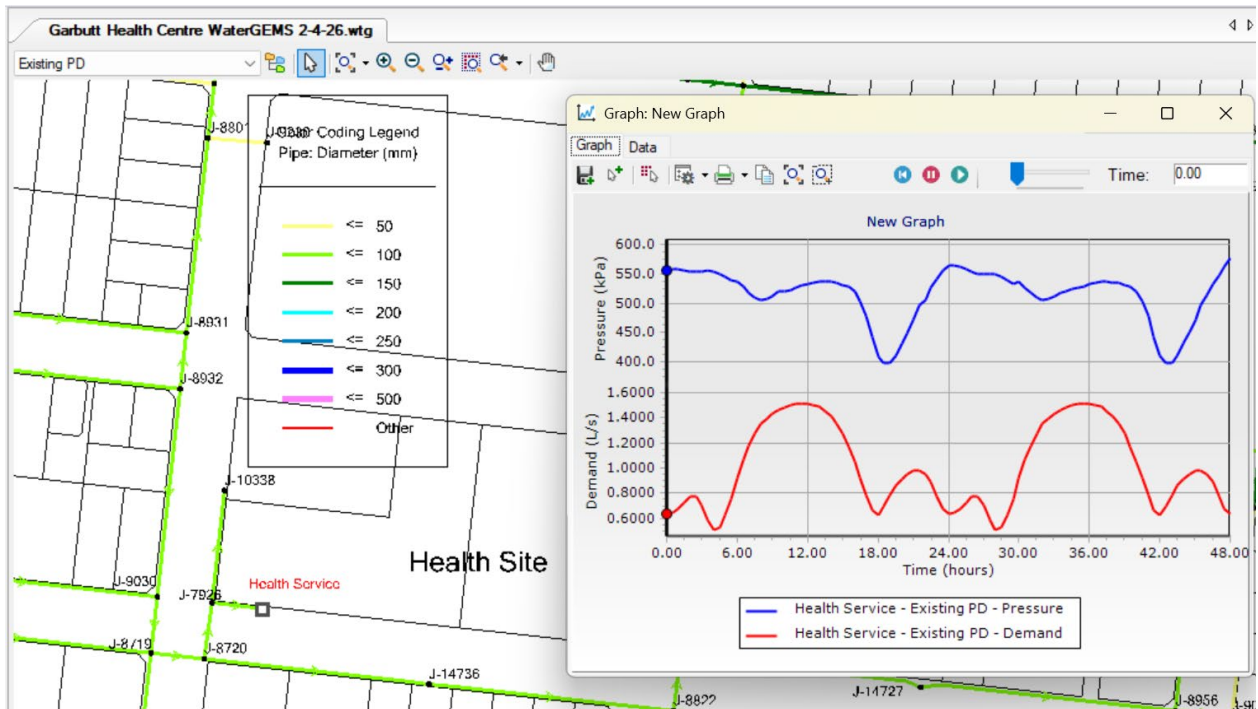 Garbutt Health Centre WaterGEMS 2-4-26.wtg
Existing PD
J-8801
Color Coding Legend
Pipe: Diameter (mm)
<= 50
<= 100
<= 150
<= 200
<= 250
<= 300
<= 500
Other
J-8931
J-8932
J-10338
Health Site
J-9030
J-7926
Health Service
J-8719
J-8720
J-14736
J-8822
J-14727
J-8956
Graph: New Graph
Graph Data
Time: 0.00
New Graph
Pressure (kPa)
600.0
550.0
500.0
450.0
400.0
Demand (L/s)
1.6000
1.4000
1.2000
1.0000
0.8000
0.6000
0.00 6.00 12.00 18.00 24.00 30.00 36.00 42.00 48.00
Time (hours)
Health Service - Existing PD - Pressure
Health Service - Existing PD - Demand